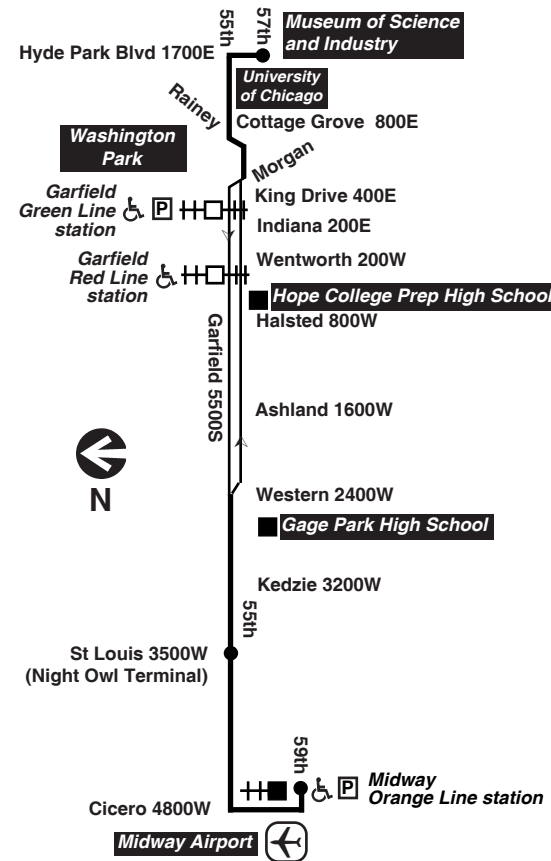 55th
57th
Museum of Science
and Industry
Hyde Park Blvd 1700E
University
of Chicago
Rainey
Cottage Grove 800E
Washington
Park
Morgan
Garfield
Green Line
station
P
King Drive 400E
Indiana 200E
Garfield
Red Line
station
Wentworth 200W
Hope College Prep High School
Halsted 800W
Garfield 5500S
Ashland 1600W
N
Western 2400W
Gage Park High School
Kedzie 3200W
55th
St Louis 3500W
(Night Owl Terminal)
59th
P
Midway
Orange Line station
Cicero 4800W
Midway Airport